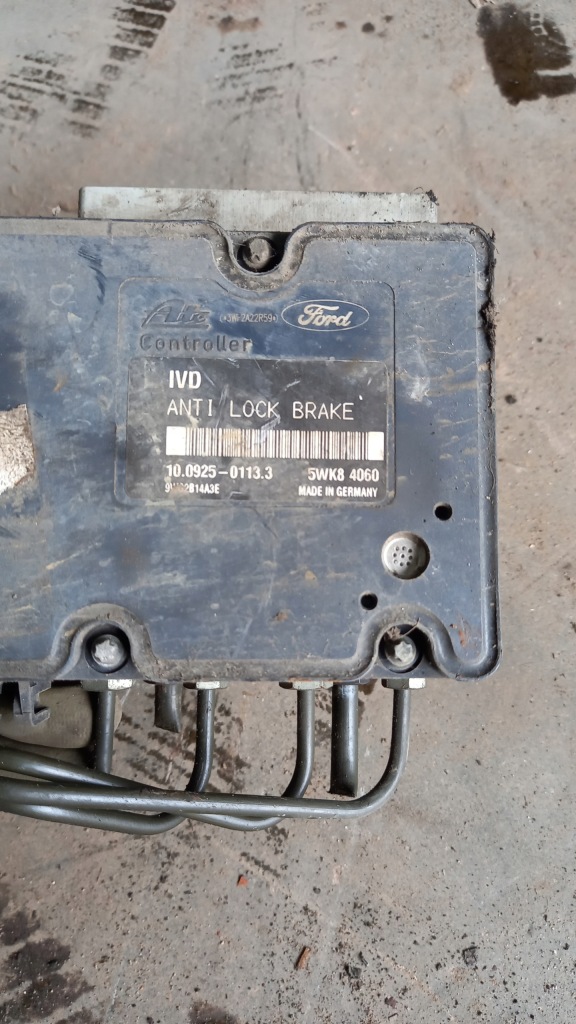 Ate Ford
Controller
IVD
ANTI LOCK BRAKE
10.0925-0113.3 5WK8 4060
MADE IN GERMANY